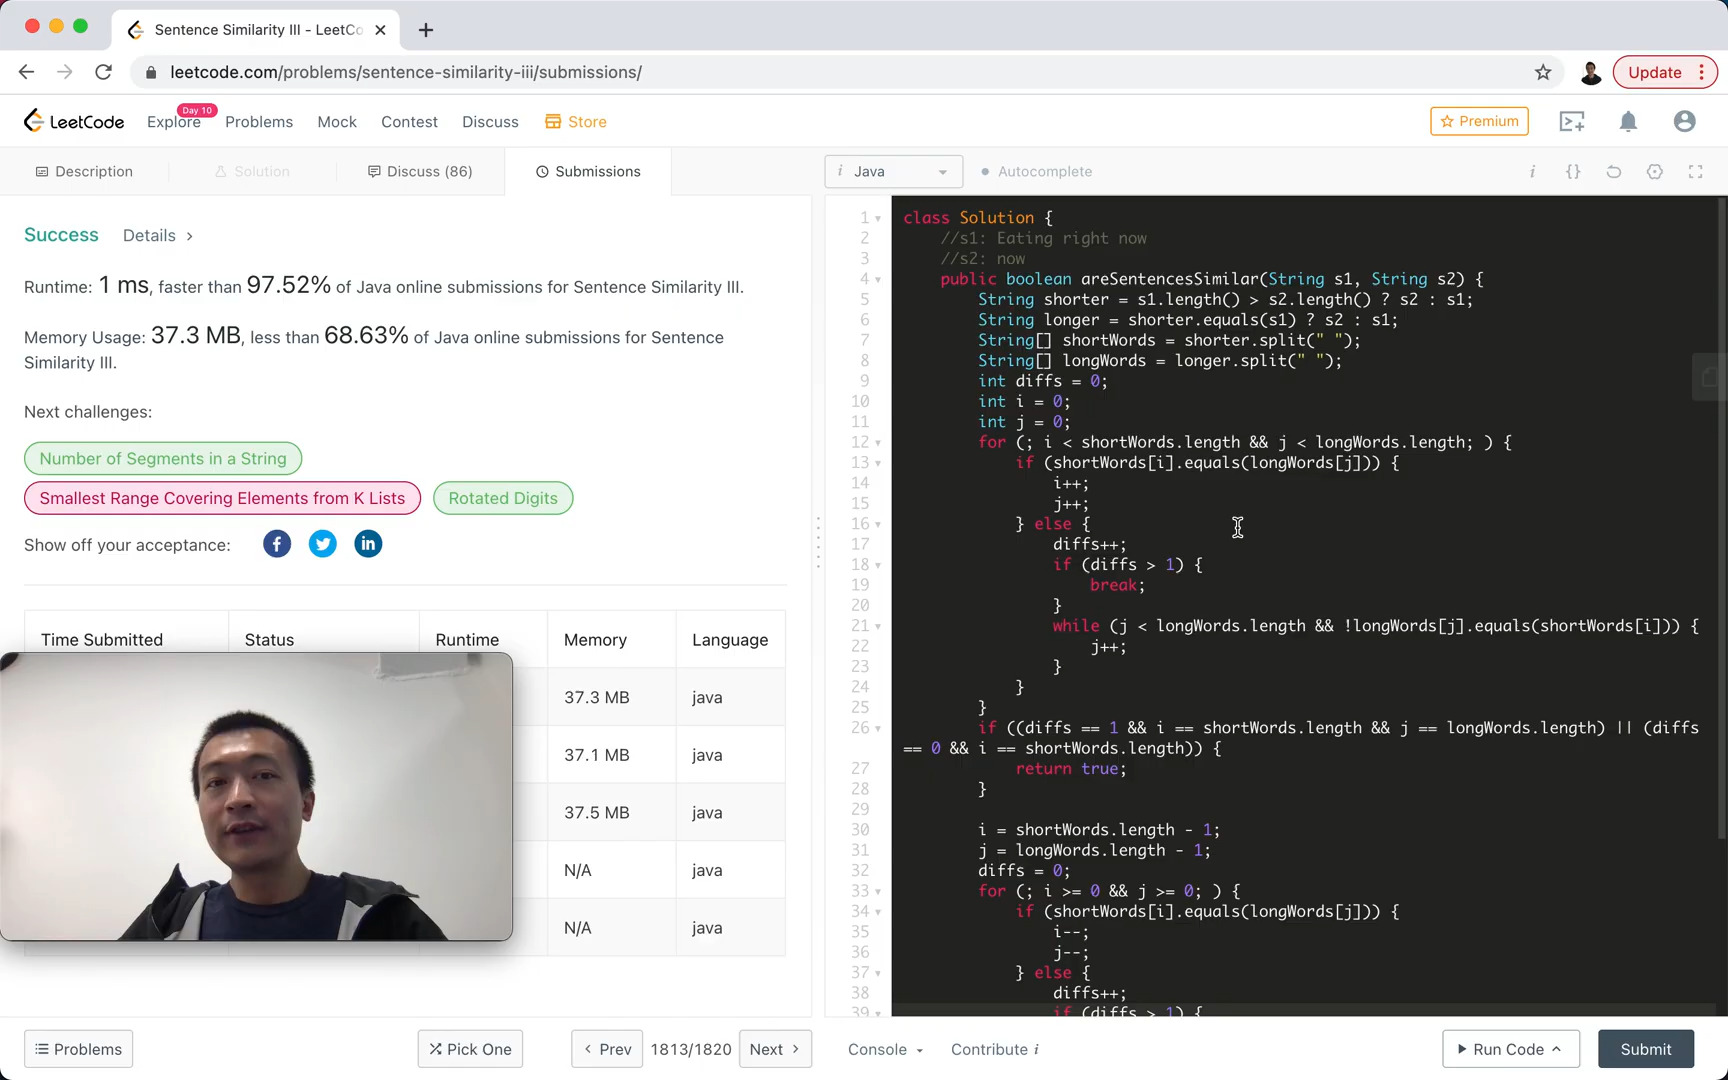 Sentence Similarity III - LeetCo
leetcode.com/problems/sentence-similarity-iii/submissions/
Update
LeetCode
Explore
Day 10
Problems
Mock
Contest
Discuss
Store
Premium
Description
Solution
Discuss (86)
Submissions
i Java
Autocomplete
Success
Details
Runtime: 1 ms, faster than 97.52% of Java online submissions for Sentence Similarity III.
Memory Usage: 37.3 MB, less than 68.63% of Java online submissions for Sentence
Similarity III.
Next challenges:
Number of Segments in a String
Smallest Range Covering Elements from K Lists
Rotated Digits
Show off your acceptance:
Time Submitted Status Runtime Memory Language
37.3 MB java
37.1 MB java
37.5 MB java
N/A java
N/A java
1 class Solution {
2 //s1: Eating right now
3 //s2: now
4 public boolean areSentencesSimilar(String s1, String s2) {
5 String shorter = s1.length() > s2.length() ? s2 : s1;
6 String longer = shorter.equals(s1) ? s2 : s1;
7 String[] shortWords = shorter.split(" ");
8 String[] longWords = longer.split(" ");
9 int diffs = 0;
10 int i = 0;
11 int j = 0;
12 for (; i < shortWords.length && j < longWords.length; ) {
13 if (shortWords[i].equals(longWords[j])) {
14 i++;
15 j++;
16 } else {
17 diffs++;
18 if (diffs > 1) {
19 break;
20 }
21 while (j < longWords.length && !longWords[j].equals(shortWords[i])) {
22 j++;
23 }
24 }
25 }
26 if ((diffs == 1 && i == shortWords.length && j == longWords.length) || (diffs
== 0 && i == shortWords.length)) {
27 return true;
28 }
29
30 i = shortWords.length - 1;
31 j = longWords.length - 1;
32 diffs = 0;
33 for (; i >= 0 && j >= 0; ) {
34 if (shortWords[i].equals(longWords[j])) {
35 i--;
36 j--;
37 } else {
38 diffs++;
39 if (diffs > 1) {
Problems
Pick One
Prev
1813/1820
Next
Console
Contribute i
Run Code
Submit